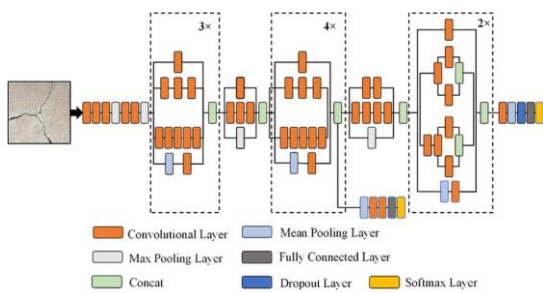 3×
4×
2×
Convolutional Layer
Mean Pooling Layer
Max Pooling Layer
Fully Connected Layer
Concat
Dropout Layer
Softmax Layer